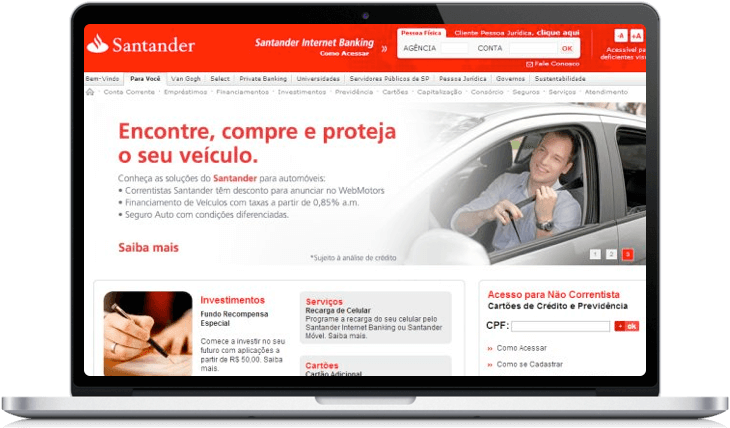 Santander
Santander Internet Banking
Como Acessar
Pessoa Física
Cliente Pessoa Jurídica, clique aqui
AGÊNCIA
CONTA
OK
Fale Conosco
-A +A
Acessível pa
deficientes visu
Bem-Vindo Para Você Van Gogh Select Private Banking Universidades Servidores Públicos de SP Pessoa Jurídica Governos Sustentabilidade
Conta Corrente Empréstimos Financiamentos Investimentos Previdência Cartões Capitalização Consórcio Seguros Serviços Atendimento
Encontre, compre e proteja
o seu veículo.
Conheça as soluções do Santander para automóveis:
• Correntistas Santander têm desconto para anunciar no WebMotors
• Financiamento de Veículos com taxas a partir de 0,85% a.m.
• Seguro Auto com condições diferenciadas.
Saiba mais
*Sujeito à análise de crédito
1 2 3
Investimentos
Fundo Recompensa
Especial
Comece a investir no seu
futuro com aplicações a
partir de R$ 50,00. Saiba
mais.
Serviços
Recarga de Celular
Programe a recarga do seu celular pelo
Santander Internet Banking ou Santander
Móvel. Saiba mais.
Cartões
Cartão Adicional
Acesso para Não Correntista
Cartões de Crédito e Previdência
CPF:
ok
Como Acessar
Como se Cadastrar